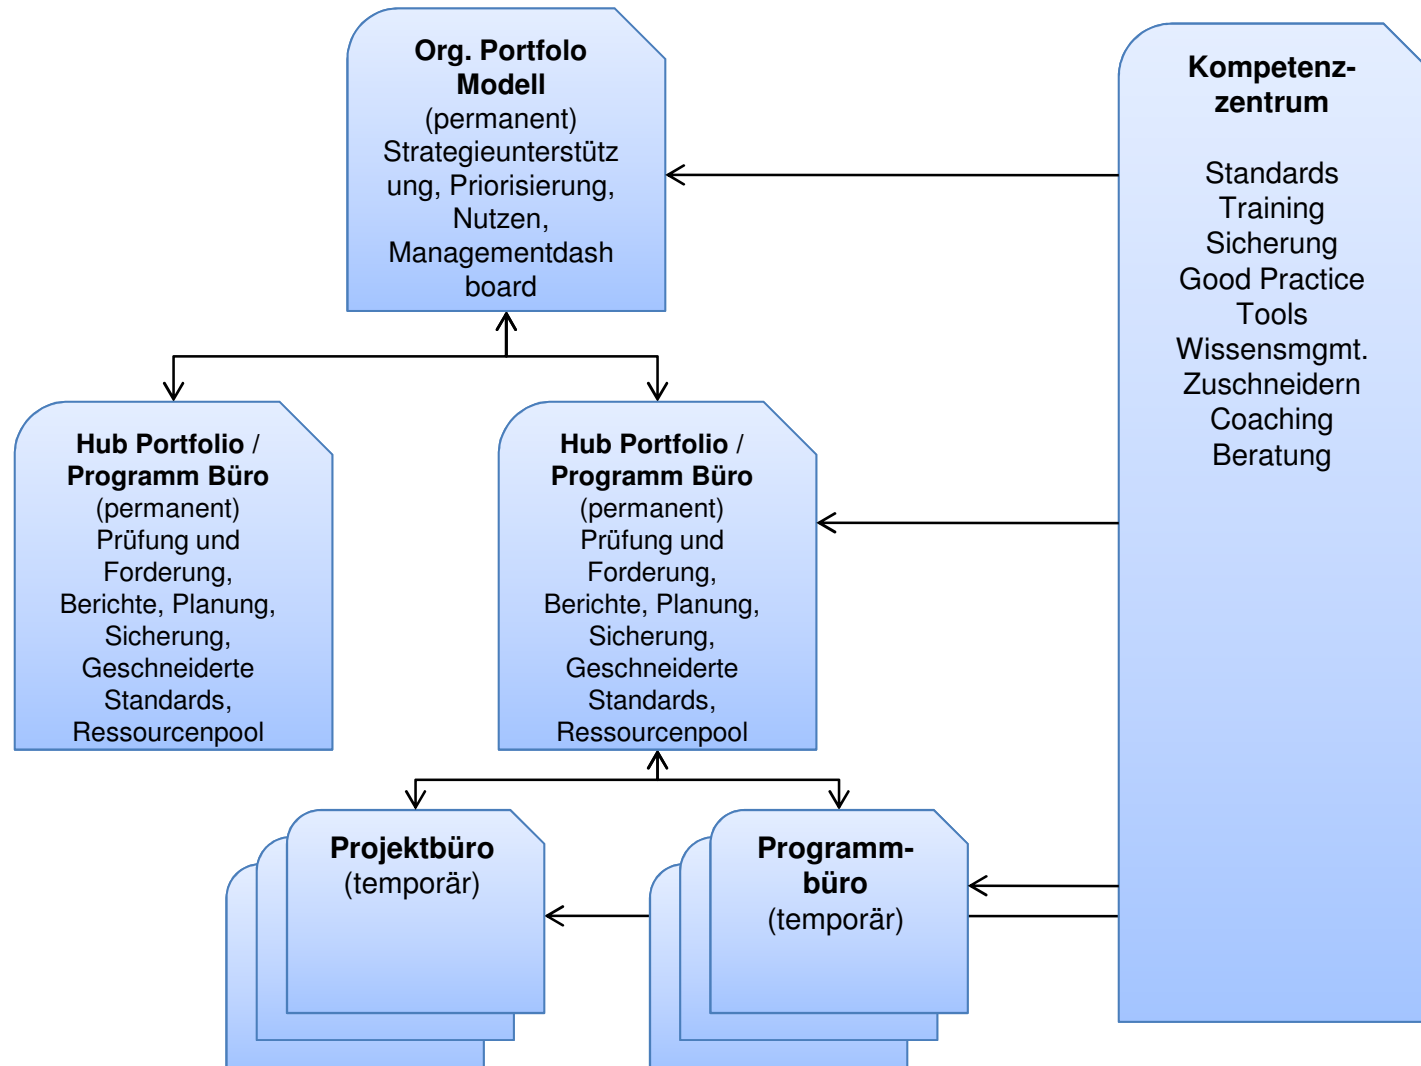 Org. Portfolo
Modell
(permanent)
Strategieunterstütz
ung, Priorisierung,
Nutzen,
Managementdash
board
Kompetenz-
zentrum
Standards
Training
Sicherung
Good Practice
Tools
Wissensmgmt.
Zuschneidern
Coaching
Beratung
Hub Portfolio /
Programm Büro
(permanent)
Prüfung und
Forderung,
Berichte, Planung,
Sicherung,
Geschneiderte
Standards,
Ressourcenpool
Hub Portfolio /
Programm Büro
(permanent)
Prüfung und
Forderung,
Berichte, Planung,
Sicherung,
Geschneiderte
Standards,
Ressourcenpool
Projektbüro
(temporär)
Programm-
büro
(temporär)